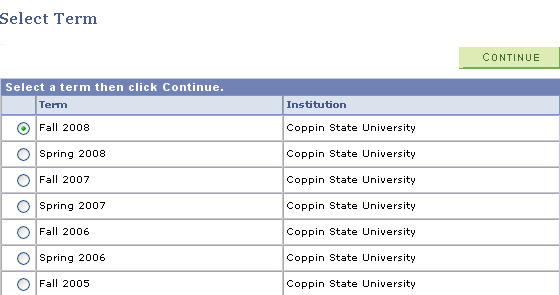 Select Term
CONTINUE
Select a term then click Continue.
Term Institution
Fall 2008 Coppin State University
Spring 2008 Coppin State University
Fall 2007 Coppin State University
Spring 2007 Coppin State University
Fall 2006 Coppin State University
Spring 2006 Coppin State University
Fall 2005 Coppin State University